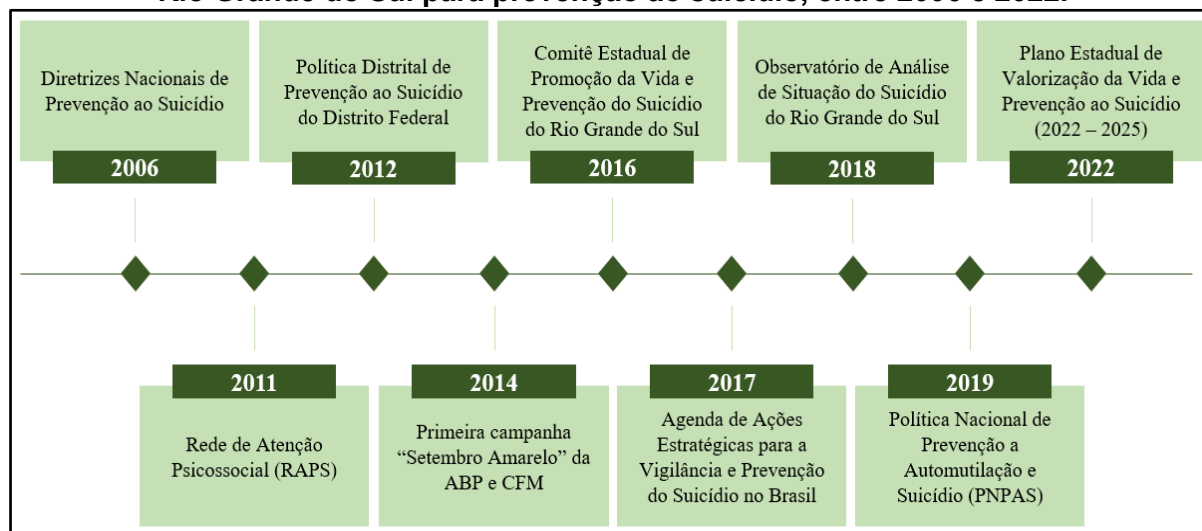 Rio Grande do Sul para prevenção do suicídio, entre 2006 e 2022.
Diretrizes Nacionais de
Prevenção ao Suicídio
2006
Política Distrital de
Prevenção ao Suicídio
do Distrito Federal
2012
Comitê Estadual de
Promoção da Vida e
Prevenção do Suicídio
do Rio Grande do Sul
2016
Observatório de Análise
de Situação do Suicídio
do Rio Grande do Sul
2018
Plano Estadual de
Valorização da Vida e
Prevenção ao Suicídio
(2022 – 2025)
2022
2011
Rede de Atenção
Psicossocial (RAPS)
2014
Primeira campanha
“Setembro Amarelo” da
ABP e CFM
2017
Agenda de Ações
Estratégicas para a
Vigilância e Prevenção
do Suicídio no Brasil
2019
Política Nacional de
Prevenção a
Automutilação e
Suicídio (PNPAS)